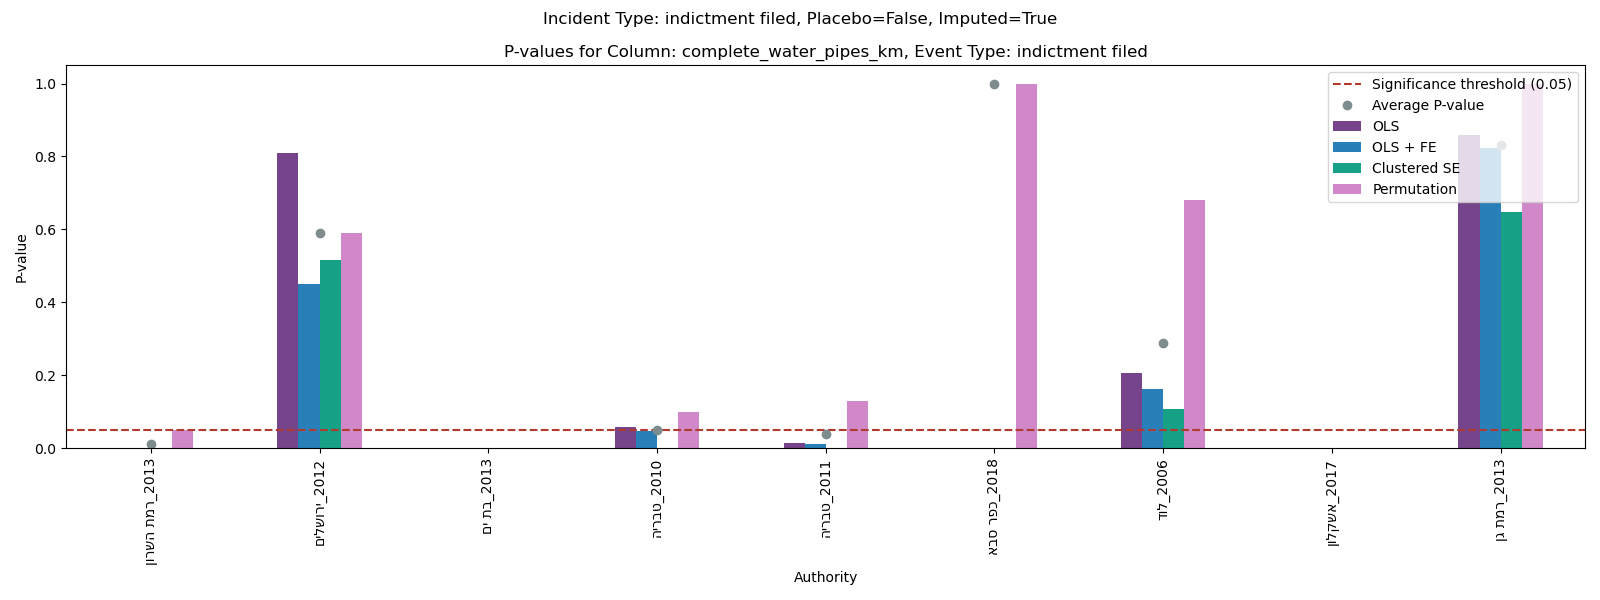 Incident Type: indictment filed, Placebo=False, Imputed=True
P-values for Column: complete_water_pipes_km, Event Type: indictment filed
Significance threshold (0.05)
Average P-value
OLS
OLS + FE
Clustered SE
Permutation
P-value
1.0
0.8
0.6
0.4
0.2
0.0
רמת השרון_2013
ירושלים_2012
בת ים_2013
טבריה_2010
טבריה_2011
כפר סבא_2018
לוד_2006
אשקלון_2017
רמת גן_2013
Authority